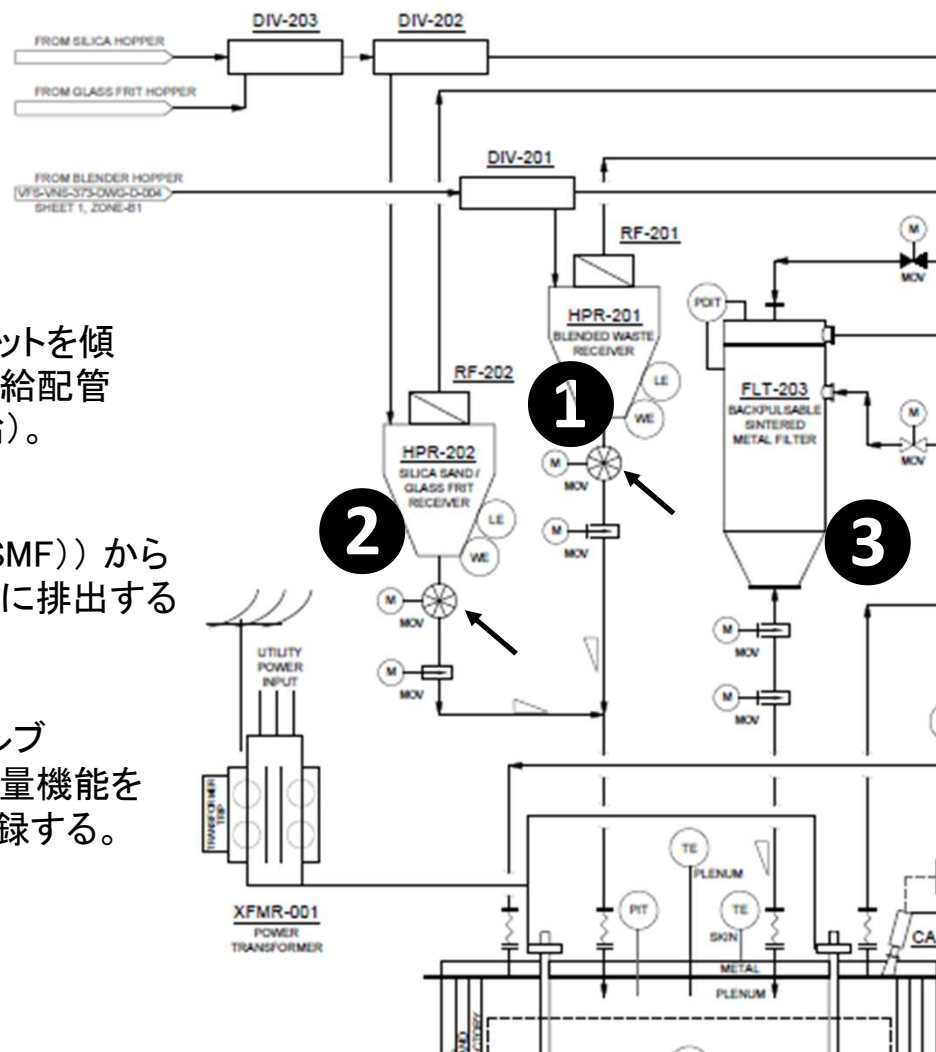 DIV-203
DIV-202
FROM SILICA HOPPER
FROM GLASS FRIT HOPPER
FROM BLENDER HOPPER
VFS-VNS-373-DWG-D-004
SHEET 1, ZONE-B1
DIV-201
RF-201
M
MOV
PDIT
HPR-201
BLENDED WASTE
RECEIVER
LE
WE
1
ットを傾
給配管
)。
RF-202
FLT-203
BACKPULSABLE
SINTERED
METAL FILTER
M
MOV
HPR-202
SILICA SAND /
GLASS FRIT
RECEIVER
LE
WE
2
M
MOV
M
MOV
3
SMF)) から
に排出する
M
MOV
M
MOV
M
MOV
M
MOV
UTILITY
POWER
INPUT
ルブ
量機能を
録する。
TRANSFORMER
TRIP
XFMR-001
POWER
TRANSFORMER
TE
PLENUM
PIT
TE
SKIN
METAL
PLENUM
CA